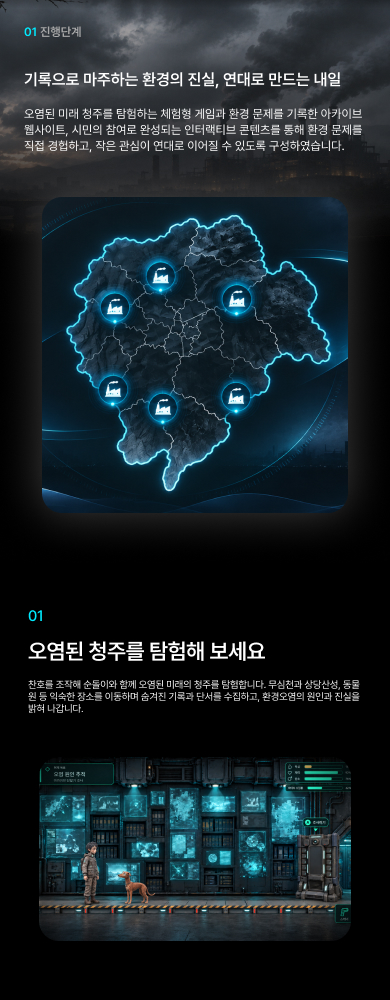 01 진행단계
기록으로 마주하는 환경의 진실, 연대로 만드는 내일
오염된 미래 청주를 탐험하는 체험형 게임과 환경 문제를 기록한 아카이브
웹사이트, 시민의 참여로 완성되는 인터랙티브 콘텐츠를 통해 환경 문제를
직접 경험하고, 작은 관심이 연대로 이어질 수 있도록 구성하였습니다.
01
오염된 청주를 탐험해 보세요
찬호를 조작해 순돌이와 함께 오염된 미래의 청주를 탐험합니다. 무심천과 상당산성, 동물
원 등 익숙한 장소를 이동하며 숨겨진 기록과 단서를 수집하고, 환경오염의 원인과 진실을
밝혀 나갑니다.
오염 원인 추적